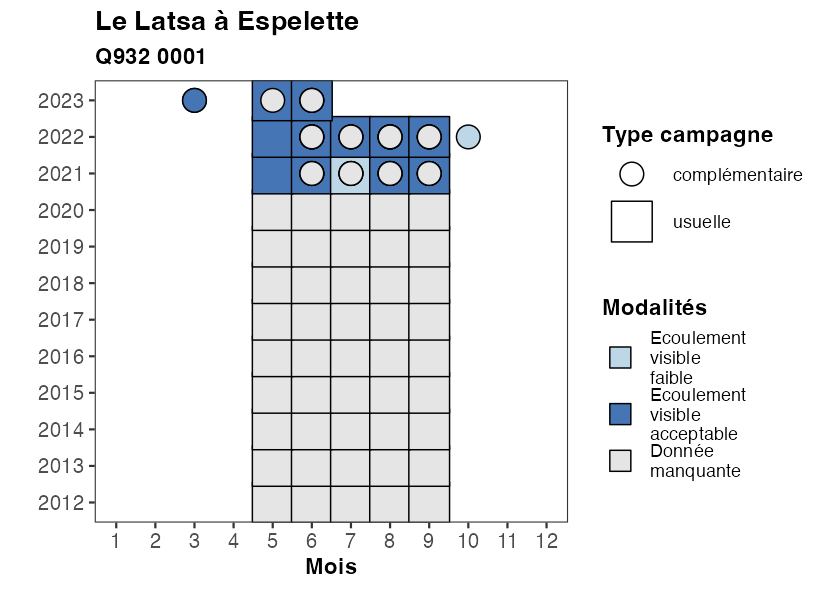 Le Latsa à Espelette
Q932 0001
2023
2022
2021
2020
2019
2018
2017
2016
2015
2014
2013
2012
1 2 3 4 5 6 7 8 9 10 11 12
Mois
Type campagne
complémentaire
usuelle
Modalités
Ecoulement
visible
faible
Ecoulement
visible
acceptable
Donnée
manquante